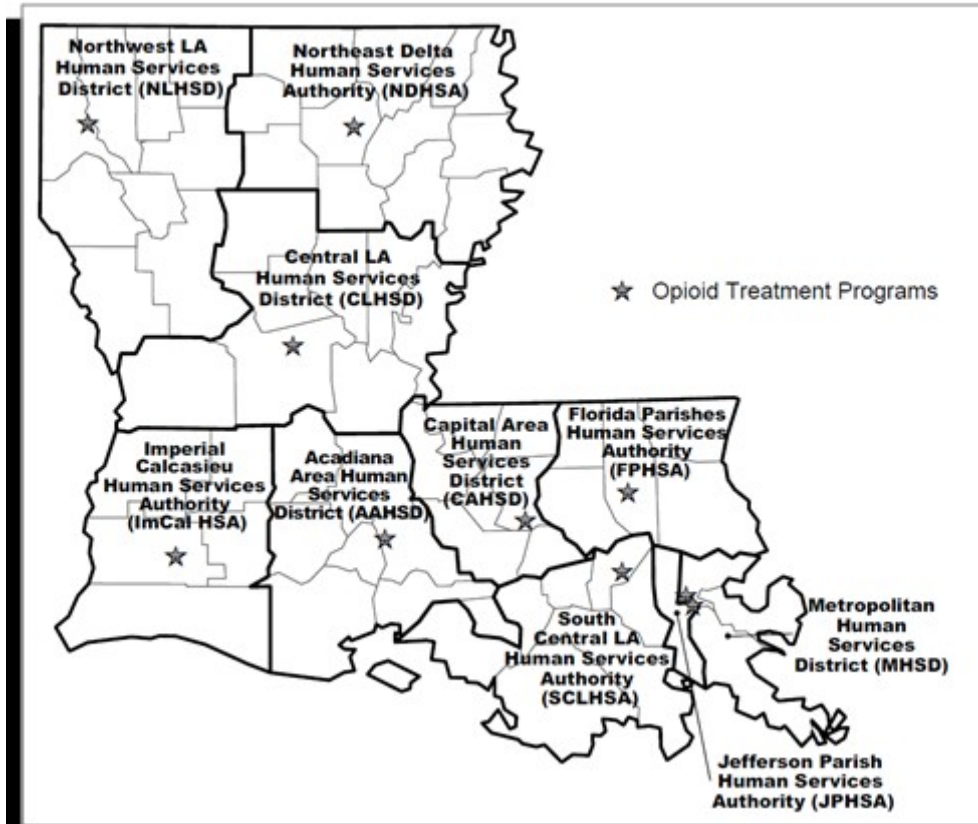 Northwest LA
Human Services
District (NLHSD)
Northeast Delta
Human Services
Authority (NDHSA)
Central LA
Human Services
District (CLHSD)
Opioid Treatment Programs
Imperial
Calcasieu
Human Services
Authority
(ImCal HSA)
Acadiana
Area Human
Services
District (AAHSD)
Capital Area
Human
Services
District
(CAHSD)
Florida Parishes
Human Services
Authority
(FPHSA)
South
Central LA
Human Services
Authority
(SCLHSA)
Metropolitan
Human
Services
District (MHSD)
Jefferson Parish
Human Services
Authority (JPHSA)